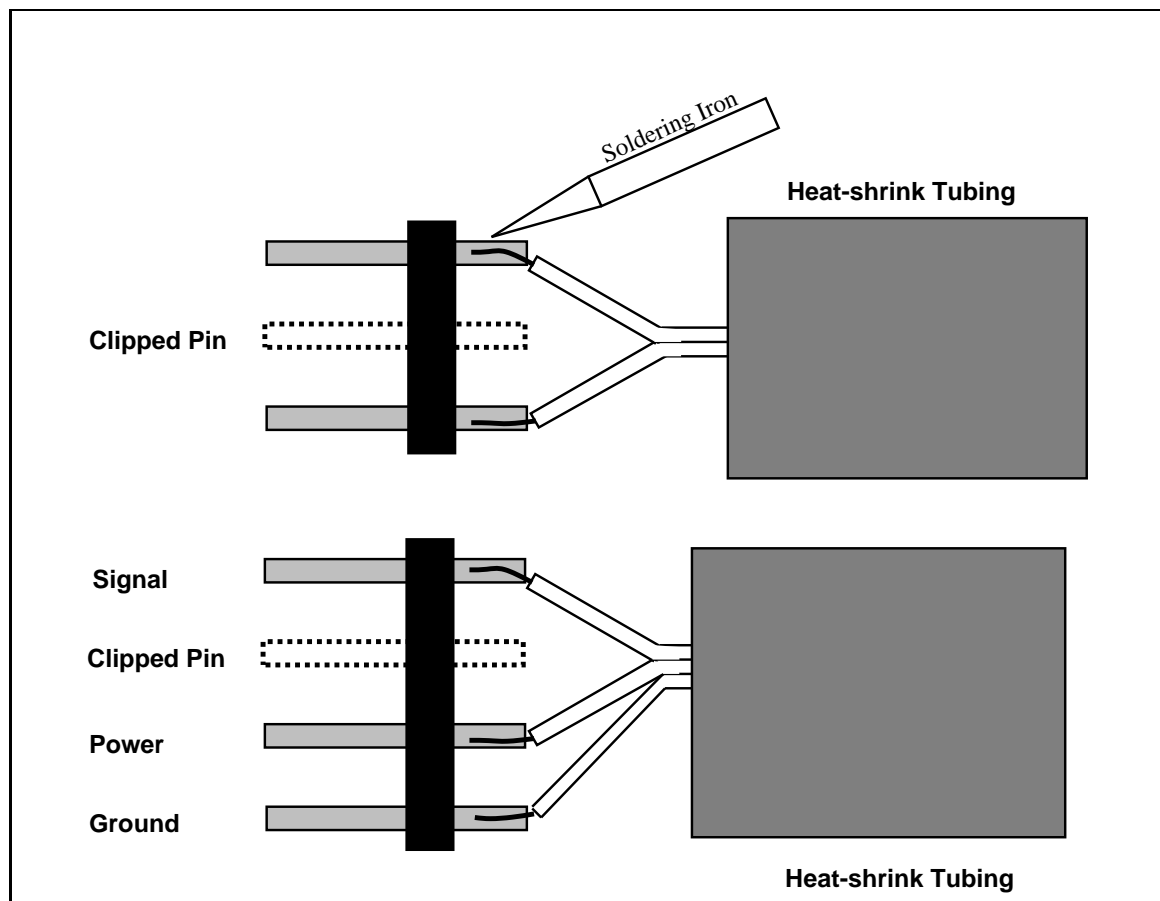 Soldering Iron
Heat-shrink Tubing
Clipped Pin
Signal
Clipped Pin
Power
Ground
Heat-shrink Tubing